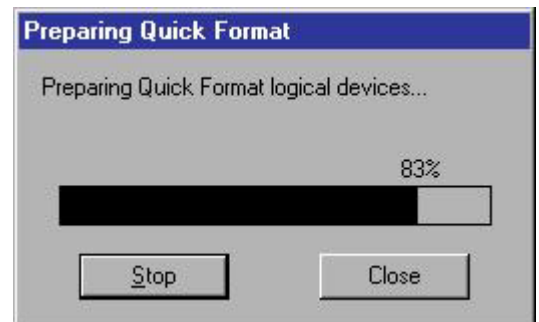 Preparing Quick Format
Preparing Quick Format logical devices...
83%
Stop
Close